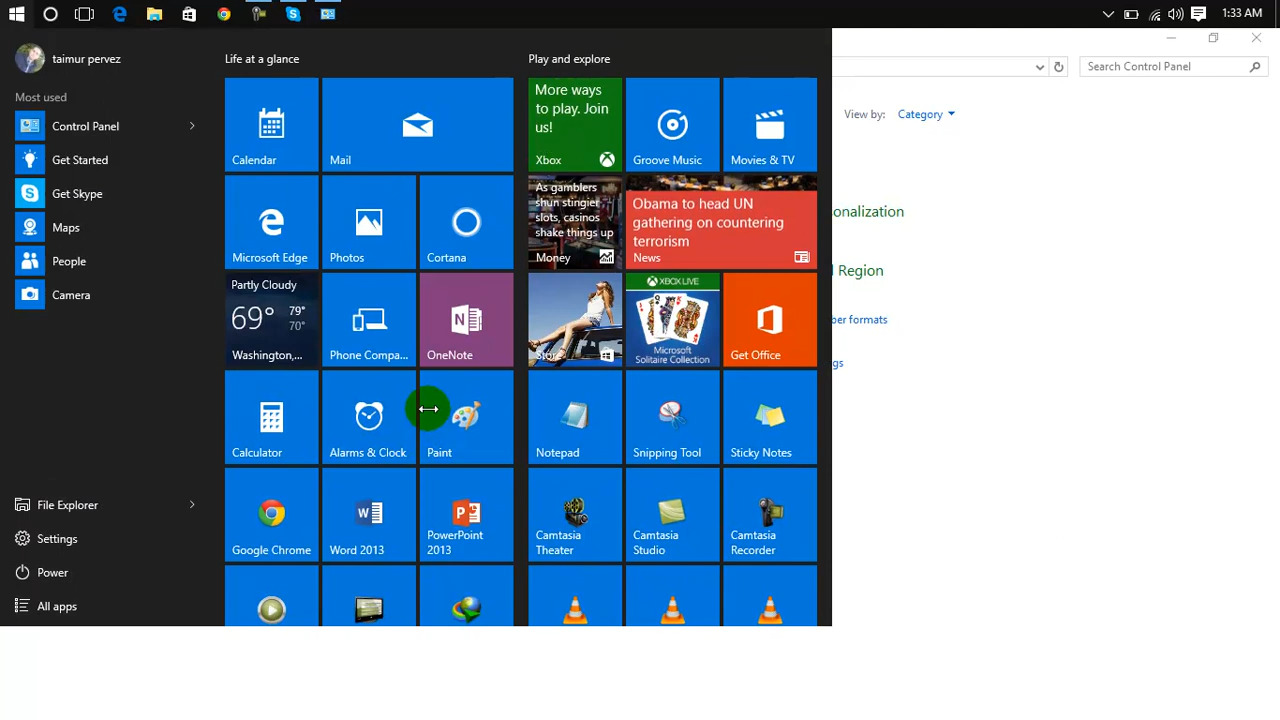 1:33 AM
taimur pervez
Most used
Control Panel
Get Started
Get Skype
Maps
People
Camera
File Explorer
Settings
Power
All apps
Life at a glance
Calendar
Mail
Microsoft Edge
Photos
Cortana
Partly Cloudy
69° 79°
70°
Washington,...
Phone Compa...
OneNote
Calculator
Alarms & Clock
Paint
Google Chrome
Word 2013
PowerPoint
2013
Play and explore
More ways
to play. Join
us!
Xbox
Groove Music
Movies & TV
As gamblers
shun stingier
slots, casinos
shake things up
Money
Obama to head UN
gathering on countering
terrorism
News
Store
XBOX LIVE
Microsoft
Solitaire Collection
Get Office
Notepad
Snipping Tool
Sticky Notes
Camtasia
Theater
Camtasia
Studio
Camtasia
Recorder
Search Control Panel
View by: Category
onalization
Region
er formats
gs